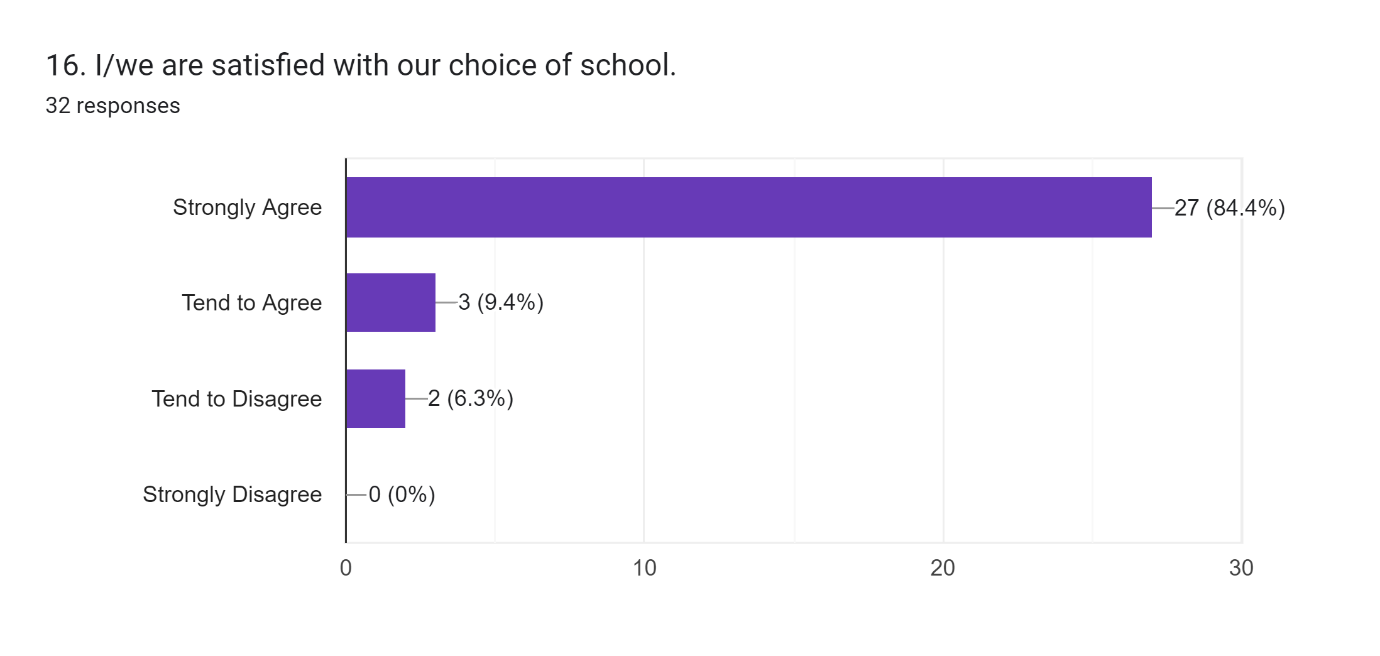 16. I/we are satisfied with our choice of school.
32 responses
Strongly Agree 27 (84.4%)
Tend to Agree 3 (9.4%)
Tend to Disagree 2 (6.3%)
Strongly Disagree 0 (0%)
0 10 20 30